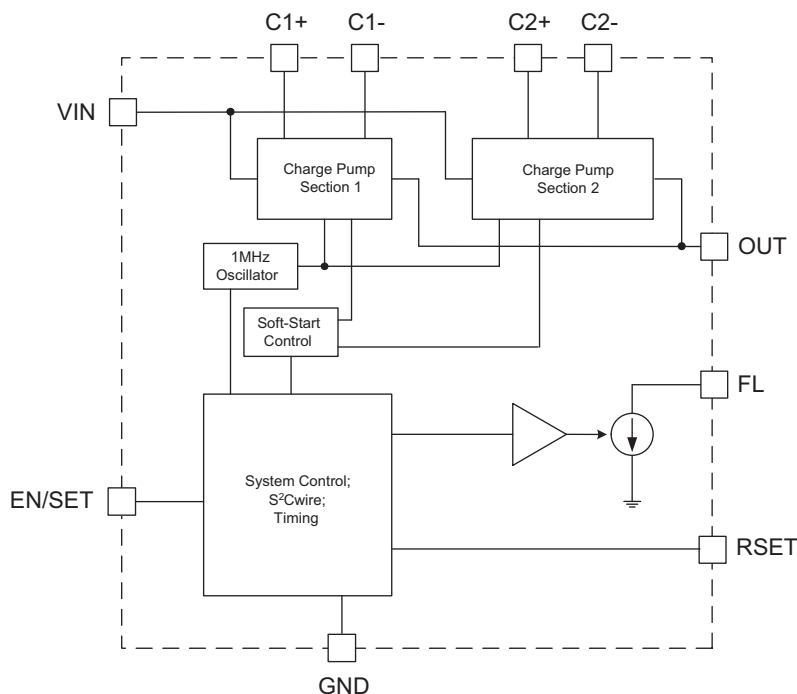 C1+ C1- C2+ C2-
VIN
Charge Pump
Section 1
Charge Pump
Section 2
OUT
1MHz
Oscillator
Soft-Start
Control
FL
System Control;
S²Cwire;
Timing
EN/SET
RSET
GND